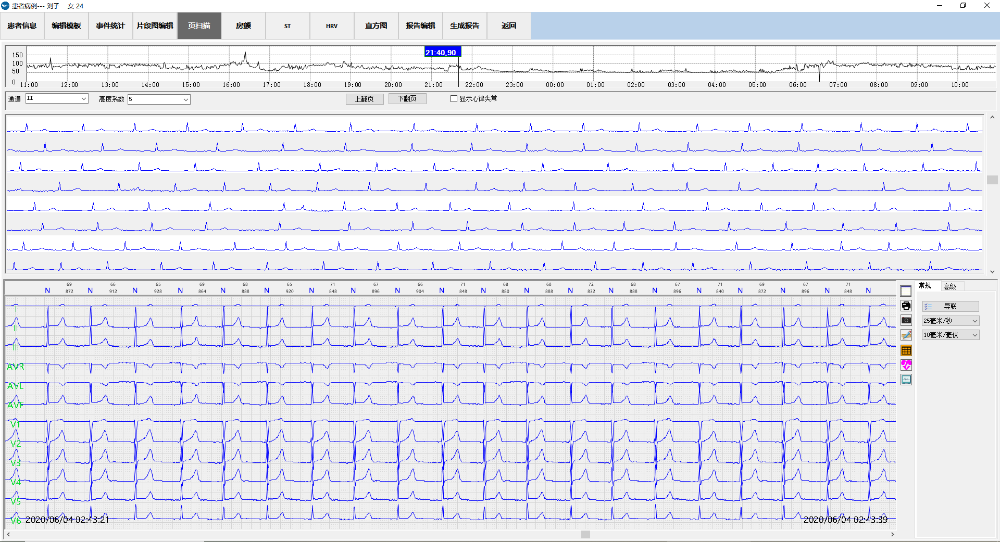 患者病例--- 刘子 女 24
患者信息 编辑模板 事件统计 片段图编辑 页扫描 房颤 ST HRV 直方图 报告编辑 生成报告 返回
21:40,90
150
100
50
0
11:00 12:00 13:00 14:00 15:00 16:00 17:00 18:00 19:00 20:00 21:00 22:00 23:00 00:00 01:00 02:00 03:00 04:00 05:00 06:00 07:00 08:00 09:00 10:00
通道 II 高度系数 5 上翻页 下翻页 显示心律失常
69 66 65 69 68 65 71 67 66 71 68 68 72 68 67 71 69 67 71
N N N N N N N N N N N N N N N N N N N N
872 912 928 864 888 920 848 896 904 848 880 888 832 888 896 840 872 896 848
I
II
III
AVR
AVL
AVF
V1
V2
V3
V4
V5
V6 2020/06/04 02:43:21 2020/06/04 02:43:39
常规 高级
导联
25毫米/秒
10毫米/毫伏